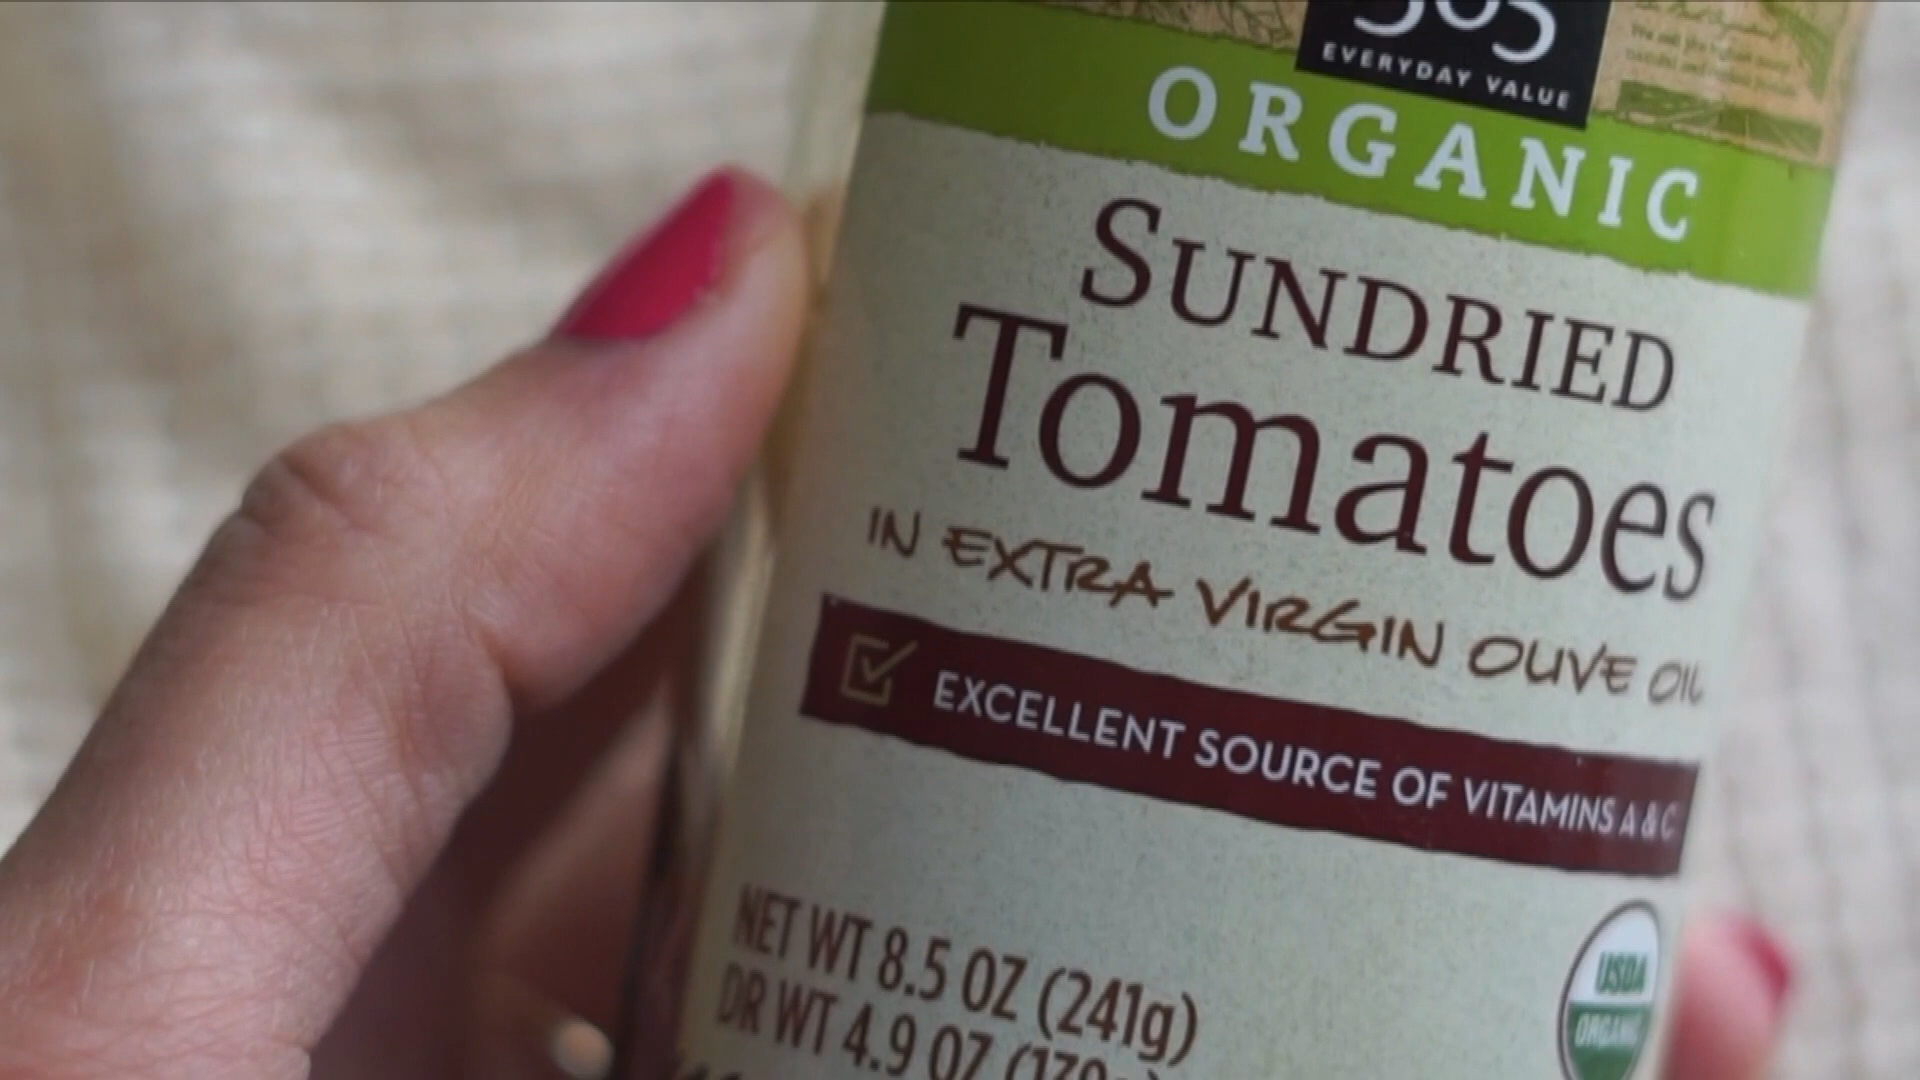 365
EVERYDAY VALUE
ORGANIC
SUNDRIED
Tomatoes
IN EXTRA VIRGIN OLIVE OIL
EXCELLENT SOURCE OF VITAMINS A & C
NET WT 8.5 OZ (241g)
DR WT 4.9 OZ
USDA
ORGANIC